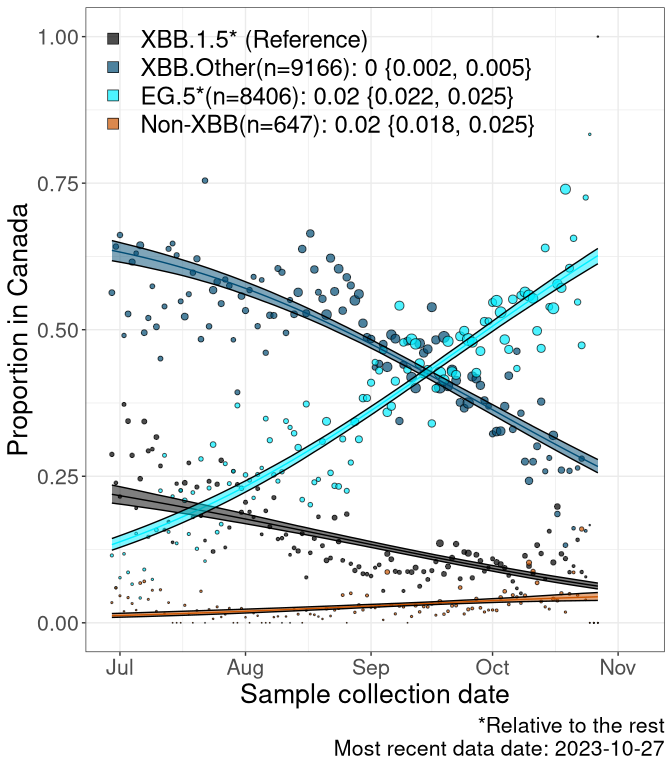 XBB.1.5* (Reference)
XBB.Other(n=9166): 0 {0.002, 0.005}
EG.5*(n=8406): 0.02 {0.022, 0.025}
Non-XBB(n=647): 0.02 {0.018, 0.025}
1.00
0.75
0.50
0.25
0.00
Proportion in Canada
Jul Aug Sep Oct Nov
Sample collection date
*Relative to the rest
Most recent data date: 2023-10-27